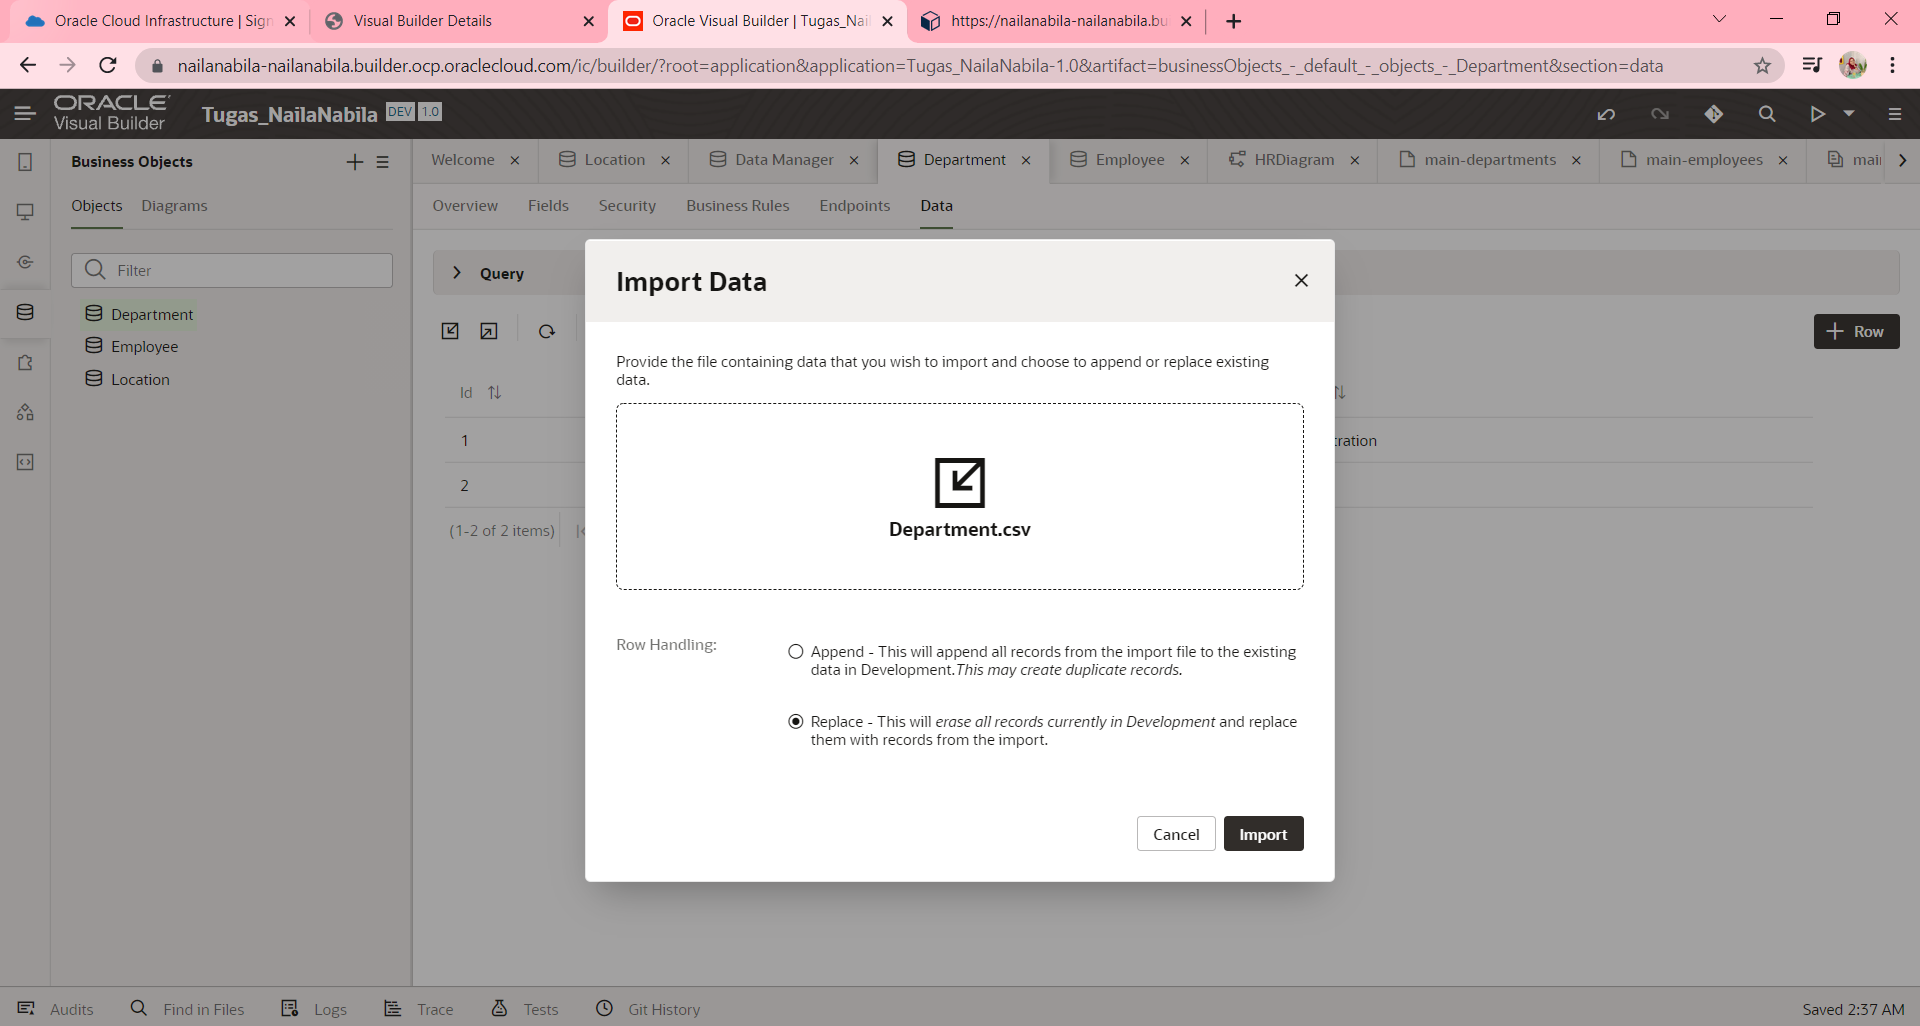 Oracle Cloud Infrastructure | Sign
Visual Builder Details
Oracle Visual Builder | Tugas_Nail
https://nailanabila-nailanabila.bu
nailanabila-nailanabila.builder.ocp.oraclecloud.com/ic/builder/?root=application&application=Tugas_NailaNabila-1.0&artifact=businessObjects_-_default_-_objects_-_Department&section=data
ORACLE
Visual Builder
Tugas_NailaNabila DEV 1.0
Business Objects
Welcome
Location
Data Manager
Department
Employee
HRDiagram
main-departments
main-employees
mai
Objects
Diagrams
Overview
Fields
Security
Business Rules
Endpoints
Data
Filter
Department
Employee
Location
Query
Row
Id
1
tration
2
(1-2 of 2 items)
Import Data
Provide the file containing data that you wish to import and choose to append or replace existing
data.
Department.csv
Row Handling:
Append - This will append all records from the import file to the existing
data in Development.This may create duplicate records.
Replace - This will erase all records currently in Development and replace
them with records from the import.
Cancel
Import
Audits
Find in Files
Logs
Trace
Tests
Git History
Saved 2:37 AM